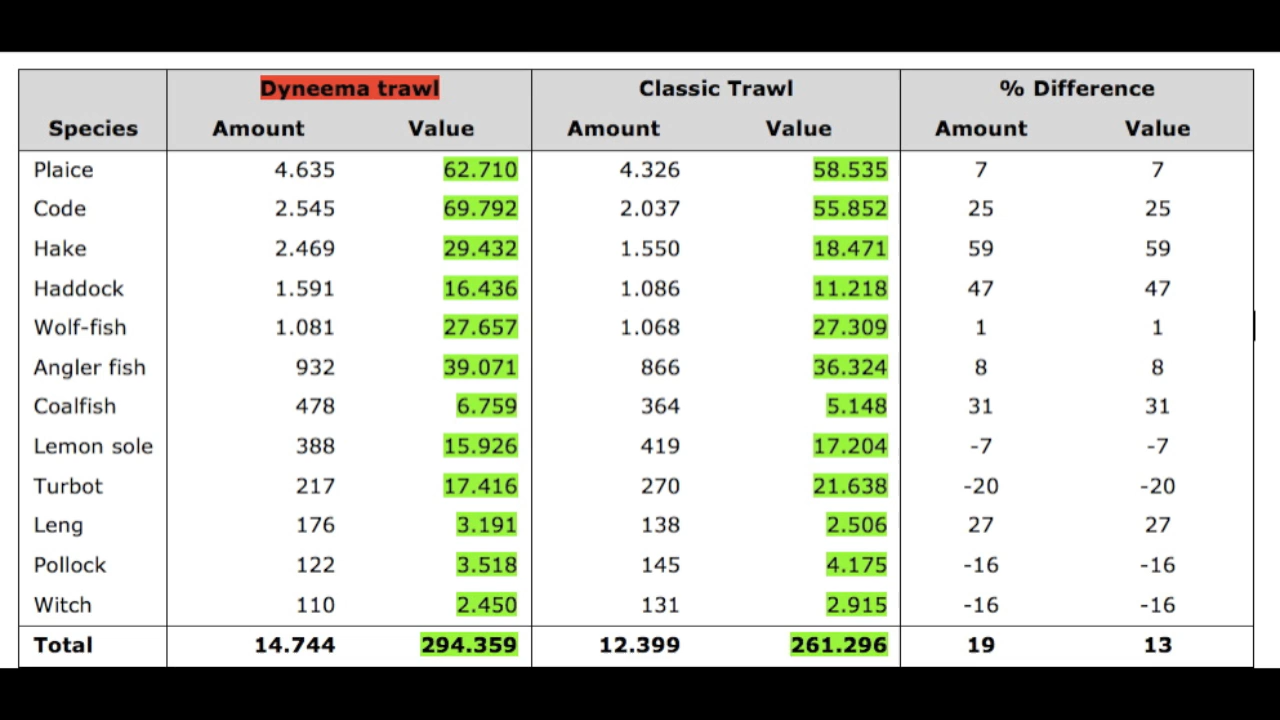 Dyneema trawl Classic Trawl % Difference
Species Amount Value Amount Value Amount Value
Plaice 4.635 62.710 4.326 58.535 7 7
Code 2.545 69.792 2.037 55.852 25 25
Hake 2.469 29.432 1.550 18.471 59 59
Haddock 1.591 16.436 1.086 11.218 47 47
Wolf-fish 1.081 27.657 1.068 27.309 1 1
Angler fish 932 39.071 866 36.324 8 8
Coalfish 478 6.759 364 5.148 31 31
Lemon sole 388 15.926 419 17.204 -7 -7
Turbot 217 17.416 270 21.638 -20 -20
Leng 176 3.191 138 2.506 27 27
Pollock 122 3.518 145 4.175 -16 -16
Witch 110 2.450 131 2.915 -16 -16
Total 14.744 294.359 12.399 261.296 19 13